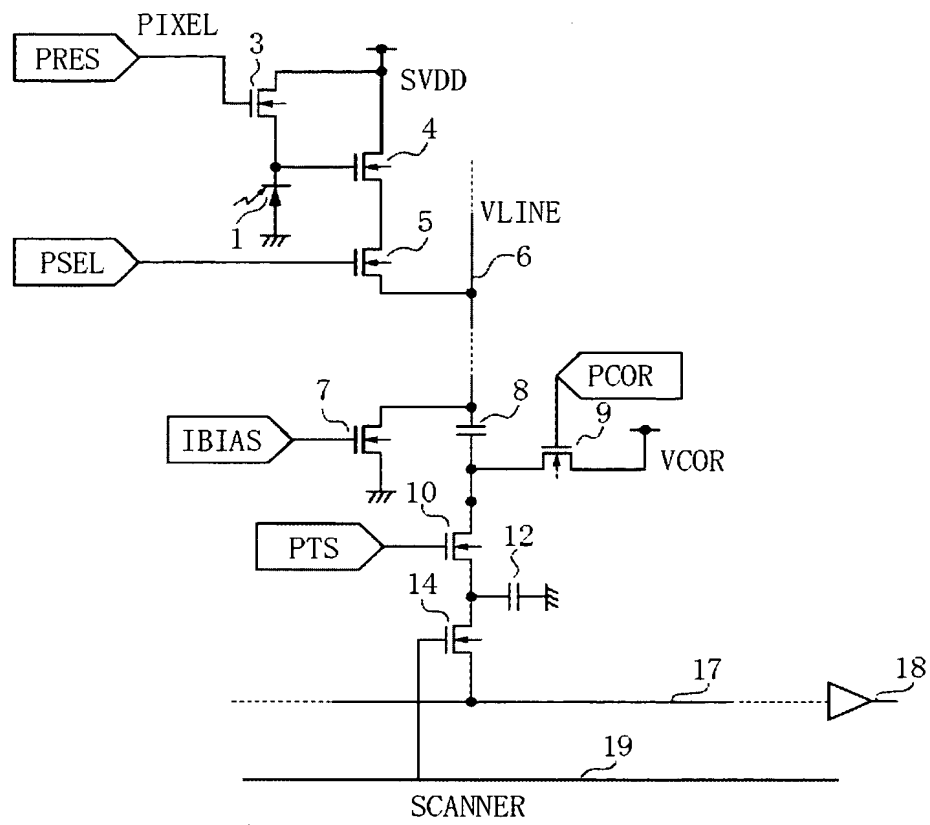 PIXEL
PRES
3
SVDD
4
1
VLINE
5
PSEL
6
PCOR
7
8
9
IBIAS
VCOR
10
PTS
12
14
17
18
19
SCANNER